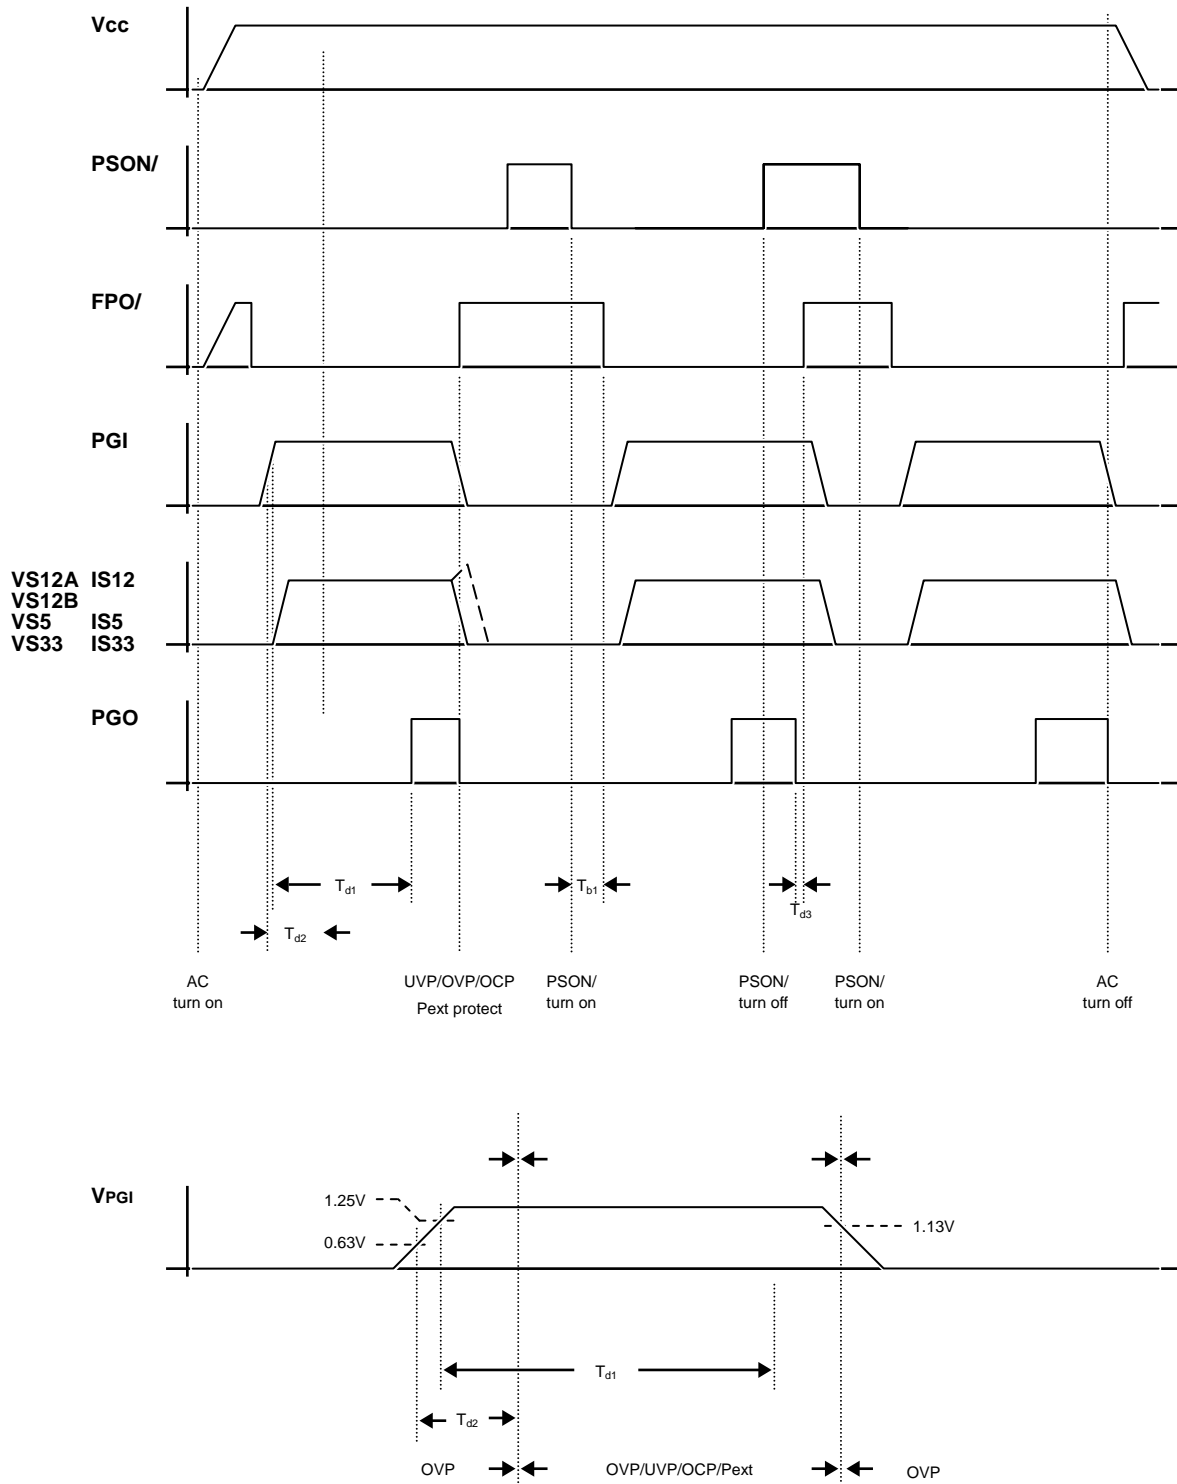 Vcc
PSON/
FPO/
PGI
VS12A IS12
VS12B
VS5 IS5
VS33 IS33
PGO
Td1
Tb1
Td3
Td2
AC
turn on
UVP/OVP/OCP
Pext protect
PSON/
turn on
PSON/
turn off
PSON/
turn on
AC
turn off
VPGI
1.25V
0.63V
1.13V
Td1
Td2
OVP
OVP/UVP/OCP/Pext
OVP